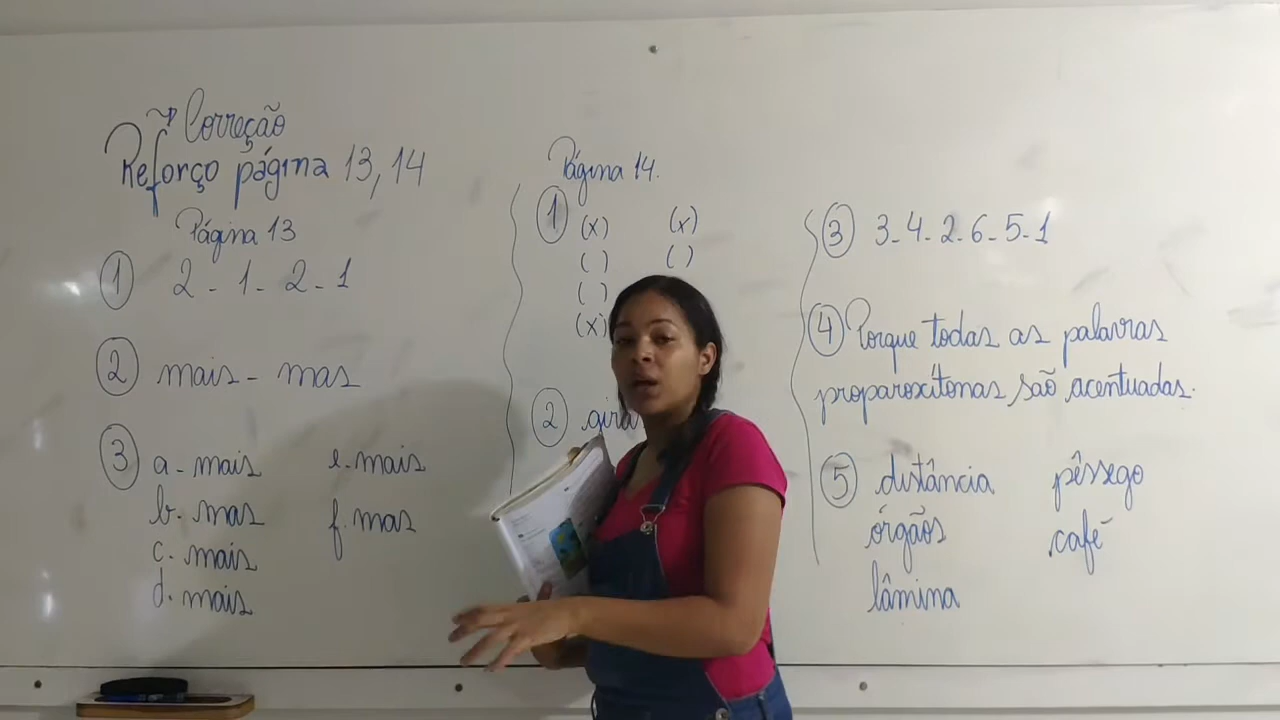 → Correção
Reforço página 13, 14
Página 13
① 2 - 1 - 2 - 1
② mais - mas
③ a - mais
b. mas
c. mais
d. mais
e. mais
f. mas
Página 14.
① (x) (x)
( ) ( )
( )
(x)
②
③ 3 - 4 - 2 - 6 - 5 - 1
④ Porque todas as palavras
proparoxítonas são acentuadas.
⑤ distância pêssego
órgãos café
lâmina